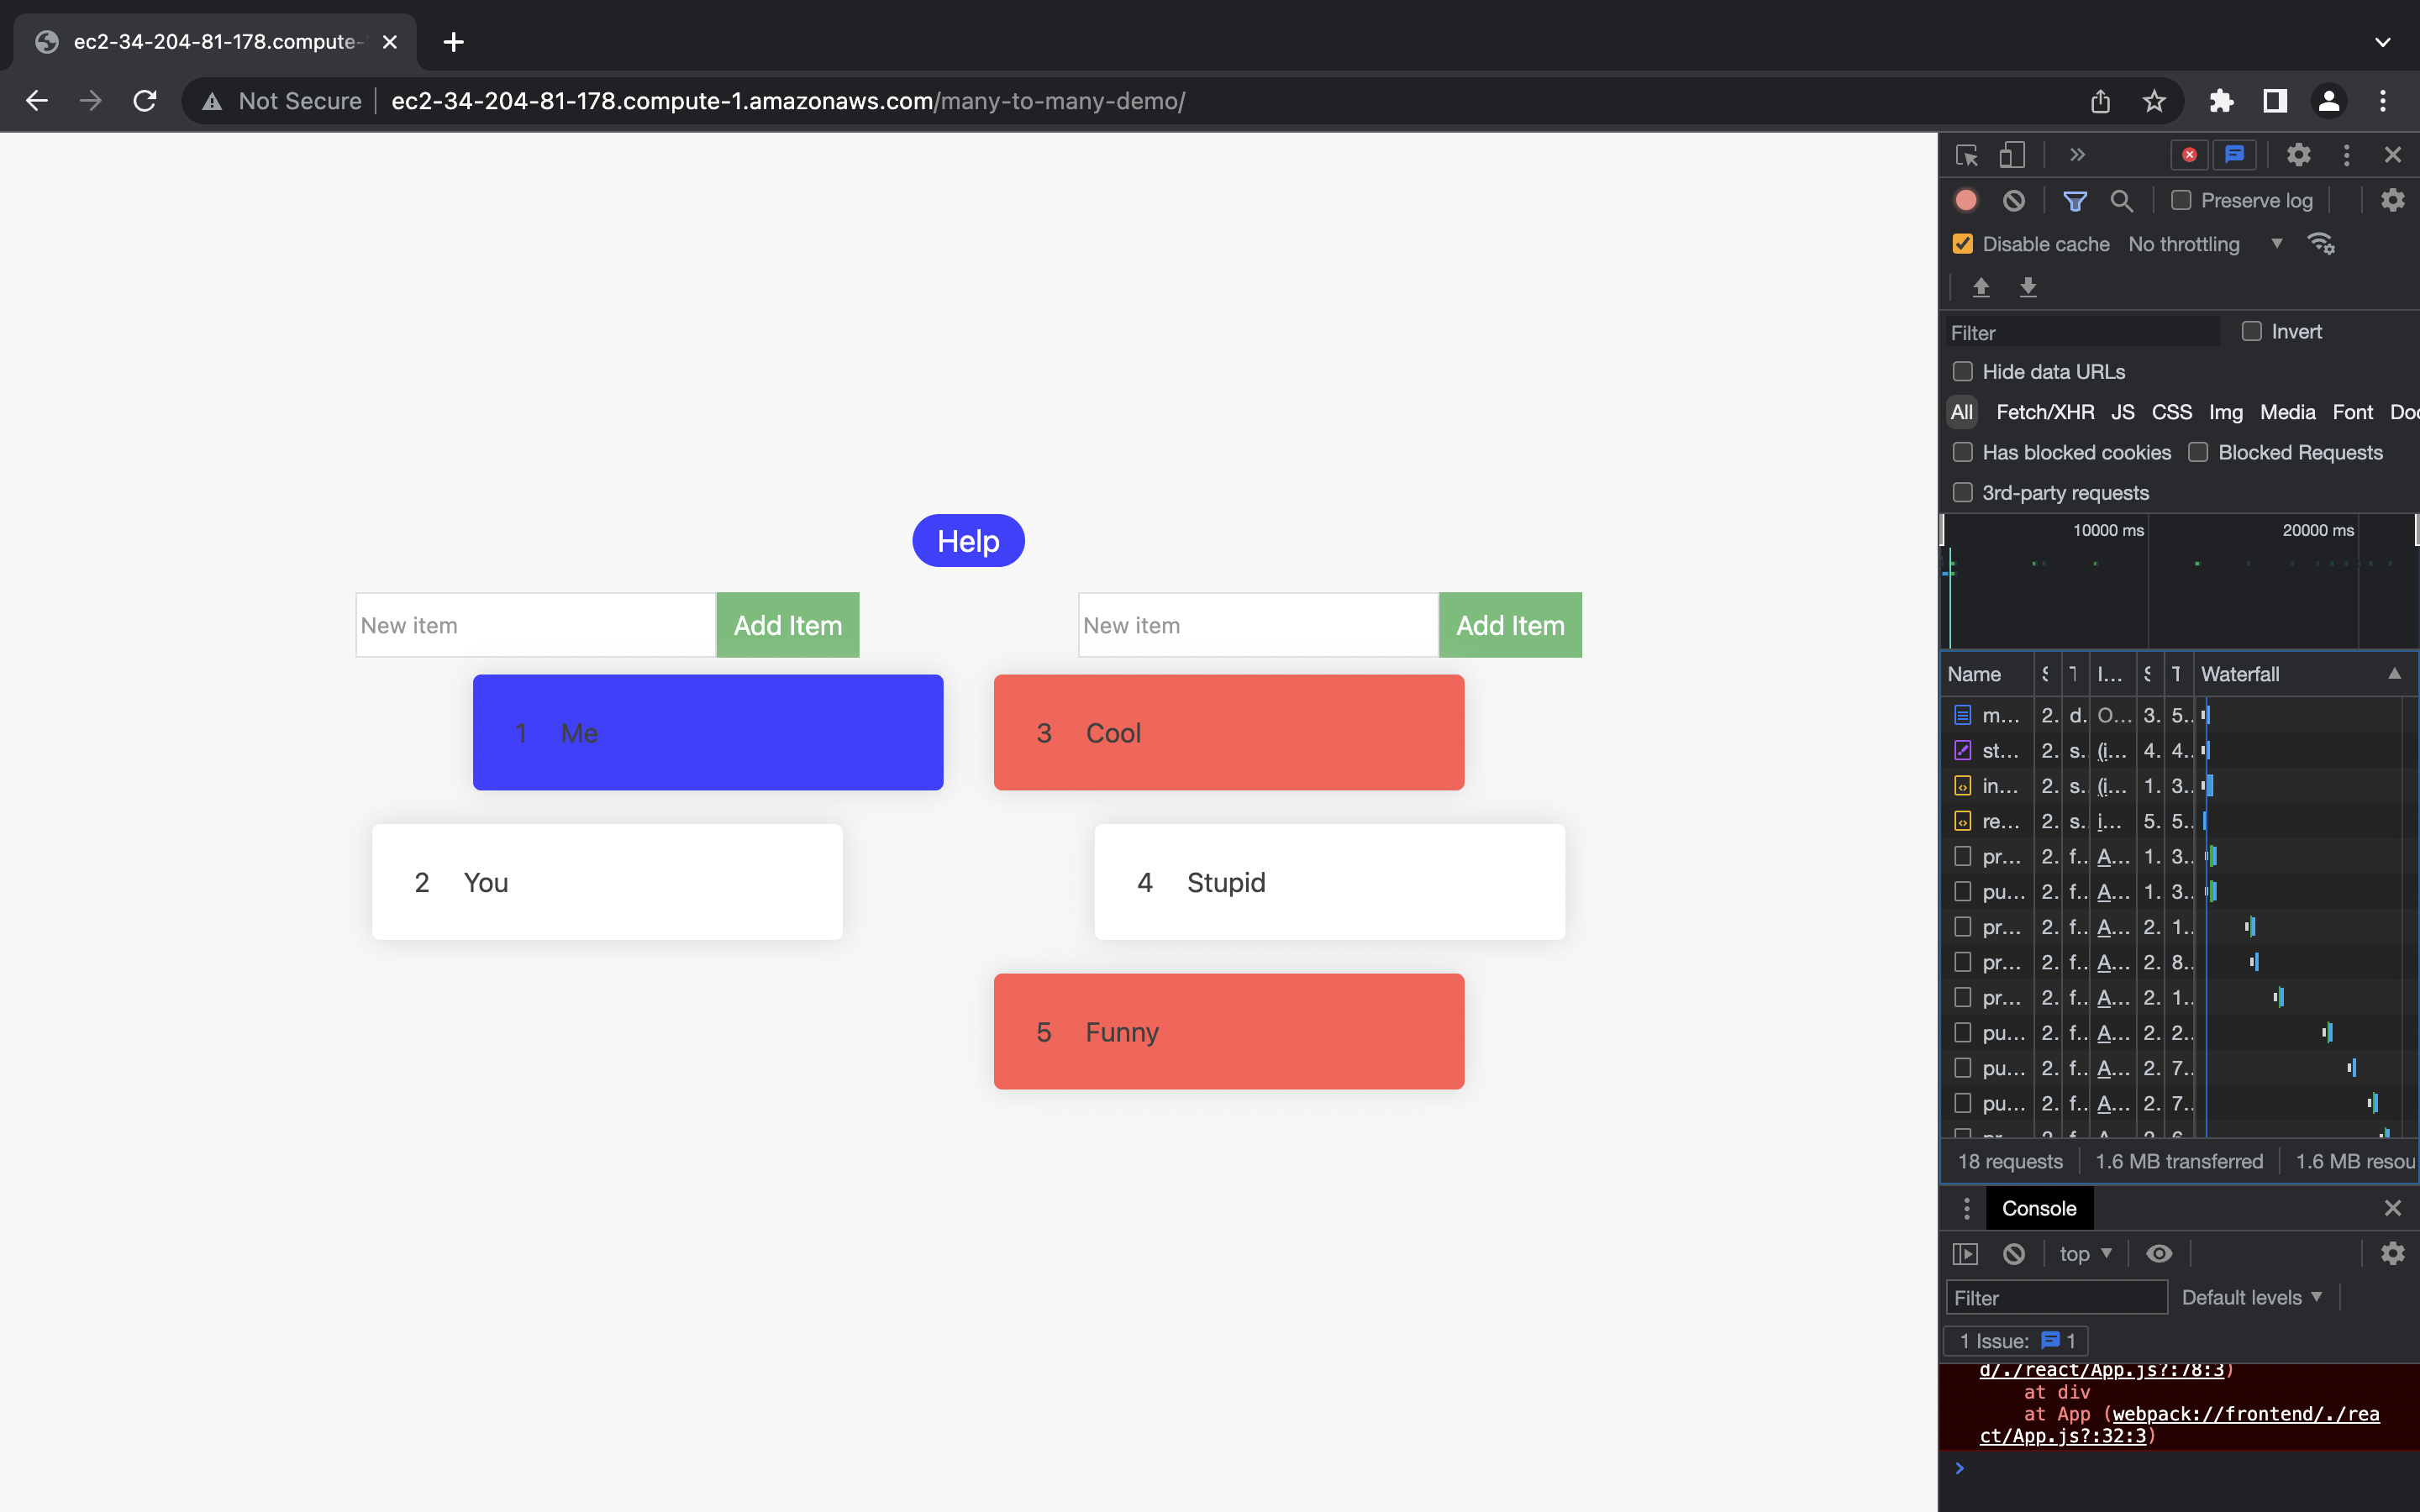 ec2-34-204-81-178.compute-
Not Secure ec2-34-204-81-178.compute-1.amazonaws.com/many-to-many-demo/
Help
New item Add Item New item Add Item
1 Me 3 Cool
2 You 4 Stupid
5 Funny
Preserve log
Disable cache No throttling
Filter Invert
Hide data URLs
All Fetch/XHR JS CSS Img Media Font Doc
Has blocked cookies Blocked Requests
3rd-party requests
10000 ms 20000 ms
Name S T I... S T Waterfall
m... 2. d. O... 3. 5..
st... 2. s. (i... 4. 4..
in... 2. s. (i... 1. 3..
re... 2. s. i... 5. 5..
pr... 2. f.. A... 1. 3..
pu... 2. f.. A... 1. 3..
pr... 2. f.. A... 2. 1..
pr... 2. f.. A... 2. 8..
pr... 2. f.. A... 2. 1..
pu... 2. f.. A... 2. 2..
pu... 2. f.. A... 2. 7..
pu... 2. f.. A... 2. 7..
18 requests 1.6 MB transferred 1.6 MB resou
Console
top
Filter Default levels
1 Issue: 1
d/./react/App.js?:78:3)
at div
at App (webpack://frontend/./rea
ct/App.js?:32:3)